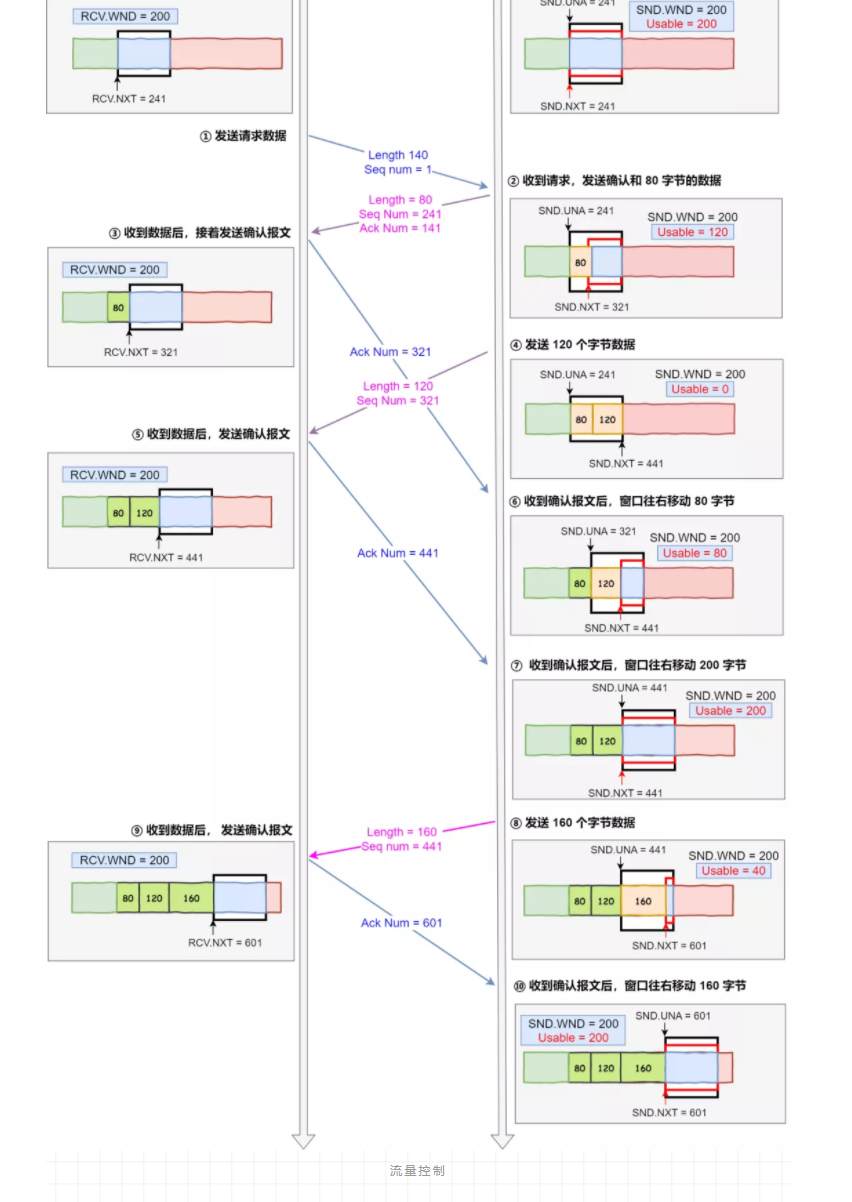 RCV.WND = 200
RCV.NXT = 241
SND.UNA = 241
SND.WND = 200
Usable = 200
SND.NXT = 241
① 发送请求数据
Length 140
Seq num = 1
② 收到请求，发送确认和 80 字节的数据
Length = 80
Seq Num = 241
Ack Num = 141
SND.UNA = 241
SND.WND = 200
Usable = 120
80
SND.NXT = 321
③ 收到数据后，接着发送确认报文
RCV.WND = 200
80
RCV.NXT = 321
Ack Num = 321
④ 发送 120 个字节数据
SND.UNA = 241
SND.WND = 200
Usable = 0
80 120
SND.NXT = 441
Length = 120
Seq Num = 321
⑤ 收到数据后，发送确认报文
RCV.WND = 200
80 120
RCV.NXT = 441
Ack Num = 441
⑥ 收到确认报文后，窗口往右移动 80 字节
SND.UNA = 321
SND.WND = 200
Usable = 80
80 120
SND.NXT = 441
⑦ 收到确认报文后，窗口往右移动 200 字节
SND.UNA = 441
SND.WND = 200
Usable = 200
80 120
SND.NXT = 441
⑧ 发送 160 个字节数据
Length = 160
Seq num = 441
SND.UNA = 441
SND.WND = 200
Usable = 40
80 120 160
SND.NXT = 601
⑨ 收到数据后， 发送确认报文
RCV.WND = 200
80 120 160
RCV.NXT = 601
Ack Num = 601
⑩ 收到确认报文后，窗口往右移动 160 字节
SND.UNA = 601
SND.WND = 200
Usable = 200
80 120 160
SND.NXT = 601
流量控制